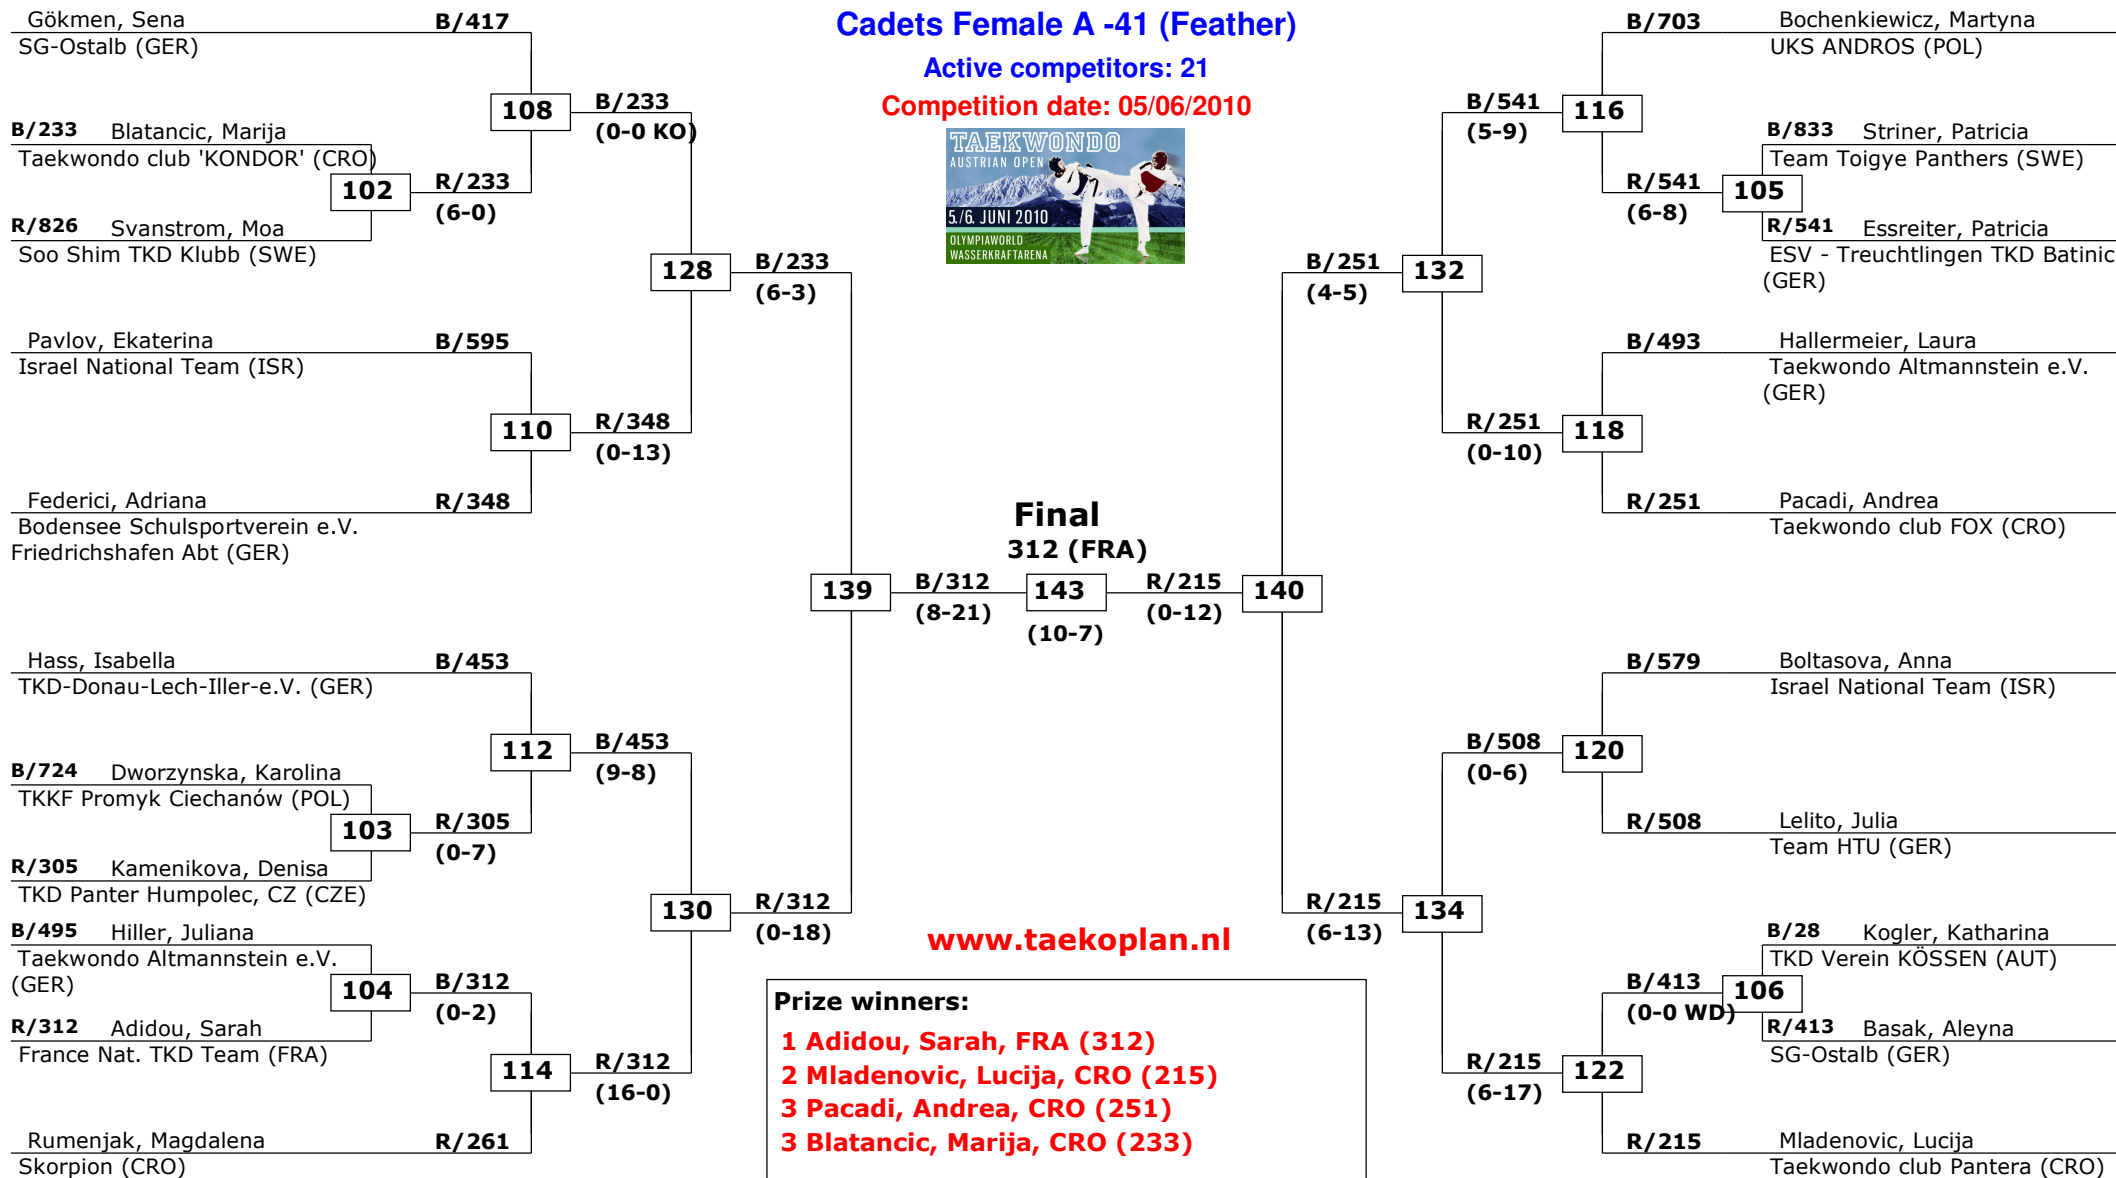 Cadets Female A -41 (Feather)
Active competitors: 21
Competition date: 05/06/2010
TAEKWONDO
AUSTRIAN OPEN
5./6. JUNI 2010
OLYMPIAWORLD
WASSERKRAFTARENA
Gökmen, Sena B/417
SG-Ostalb (GER)
108
B/233
(0-0 KO)
B/233 Blatancic, Marija
Taekwondo club 'KONDOR' (CRO)
102
R/233
(6-0)
R/826 Svanstrom, Moa
Soo Shim TKD Klubb (SWE)
128
B/233
(6-3)
Pavlov, Ekaterina B/595
Israel National Team (ISR)
110
R/348
(0-13)
Federici, Adriana R/348
Bodensee Schulsportverein e.V.
Friedrichshafen Abt (GER)
139
B/312
(8-21)
Final
312 (FRA)
143
(10-7)
R/215
(0-12)
140
Hass, Isabella B/453
TKD-Donau-Lech-Iller-e.V. (GER)
112
B/453
(9-8)
B/724 Dworzynska, Karolina
TKKF Promyk Ciechanów (POL)
103
R/305
(0-7)
R/305 Kamenikova, Denisa
TKD Panter Humpolec, CZ (CZE)
130
R/312
(0-18)
B/495 Hiller, Juliana
Taekwondo Altmannstein e.V.
(GER)
104
B/312
(0-2)
R/312 Adidou, Sarah
France Nat. TKD Team (FRA)
114
R/312
(16-0)
Rumenjak, Magdalena R/261
Skorpion (CRO)
B/703 Bochenkiewicz, Martyna
UKS ANDROS (POL)
B/541
(5-9)
116
B/833 Striner, Patricia
Team Toigye Panthers (SWE)
R/541
(6-8)
105
R/541 Essreiter, Patricia
ESV - Treuchtlingen TKD Batinic
(GER)
B/251
(4-5)
132
B/493 Hallermeier, Laura
Taekwondo Altmannstein e.V.
(GER)
R/251
(0-10)
118
R/251 Pacadi, Andrea
Taekwondo club FOX (CRO)
B/579 Boltasova, Anna
Israel National Team (ISR)
B/508
(0-6)
120
R/508 Lelito, Julia
Team HTU (GER)
R/215
(6-13)
134
B/28 Kogler, Katharina
TKD Verein KÖSSEN (AUT)
B/413
(0-0 WD)
106
R/413 Basak, Aleyna
SG-Ostalb (GER)
R/215
(6-17)
122
R/215 Mladenovic, Lucija
Taekwondo club Pantera (CRO)
www.taekoplan.nl
Prize winners:
1 Adidou, Sarah, FRA (312)
2 Mladenovic, Lucija, CRO (215)
3 Pacadi, Andrea, CRO (251)
3 Blatancic, Marija, CRO (233)